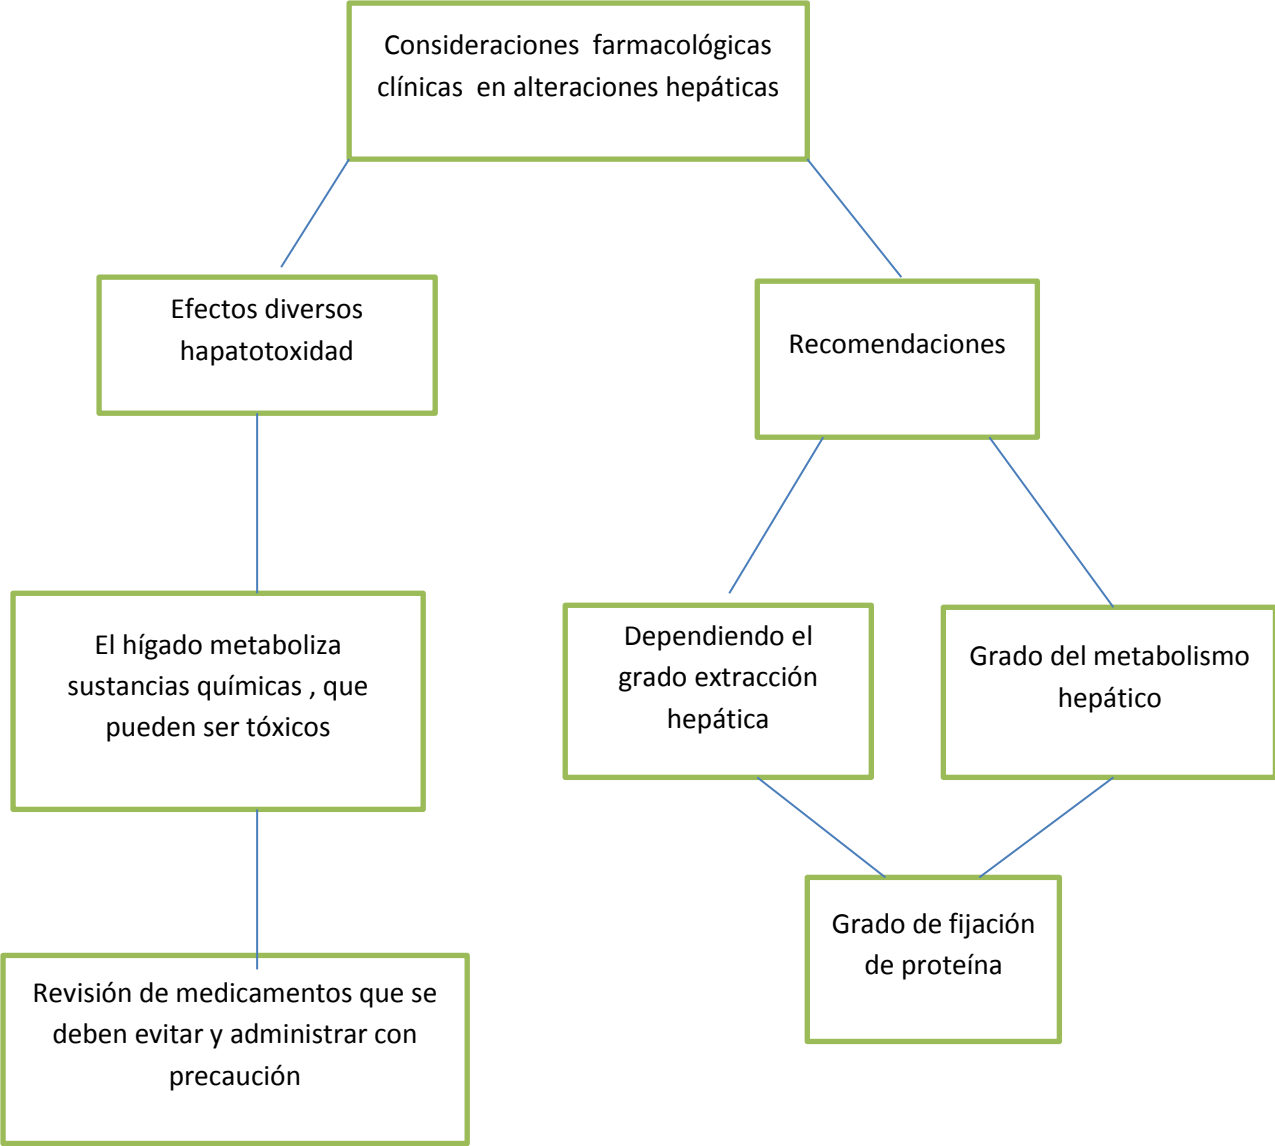 Consideraciones farmacológicas
clínicas en alteraciones hepáticas
Efectos diversos
hapatotoxidad
Recomendaciones
El hígado metaboliza
sustancias químicas , que
pueden ser tóxicos
Dependiendo el
grado extracción
hepática
Grado del metabolismo
hepático
Grado de fijación
de proteína
Revisión de medicamentos que se
deben evitar y administrar con
precaución